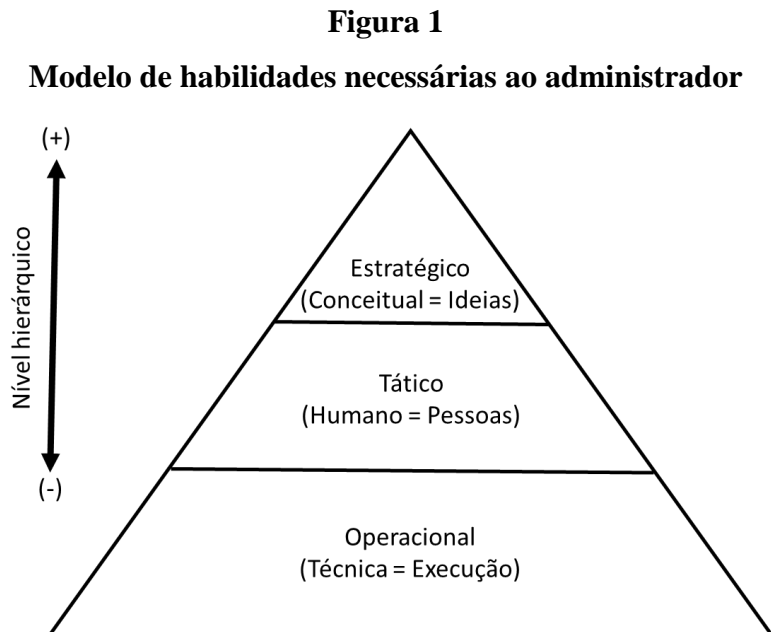 Figura 1
Modelo de habilidades necessárias ao administrador
(+)
Nível hierárquico
(-)
Estratégico
(Conceitual = Ideias)
Tático
(Humano = Pessoas)
Operacional
(Técnica = Execução)